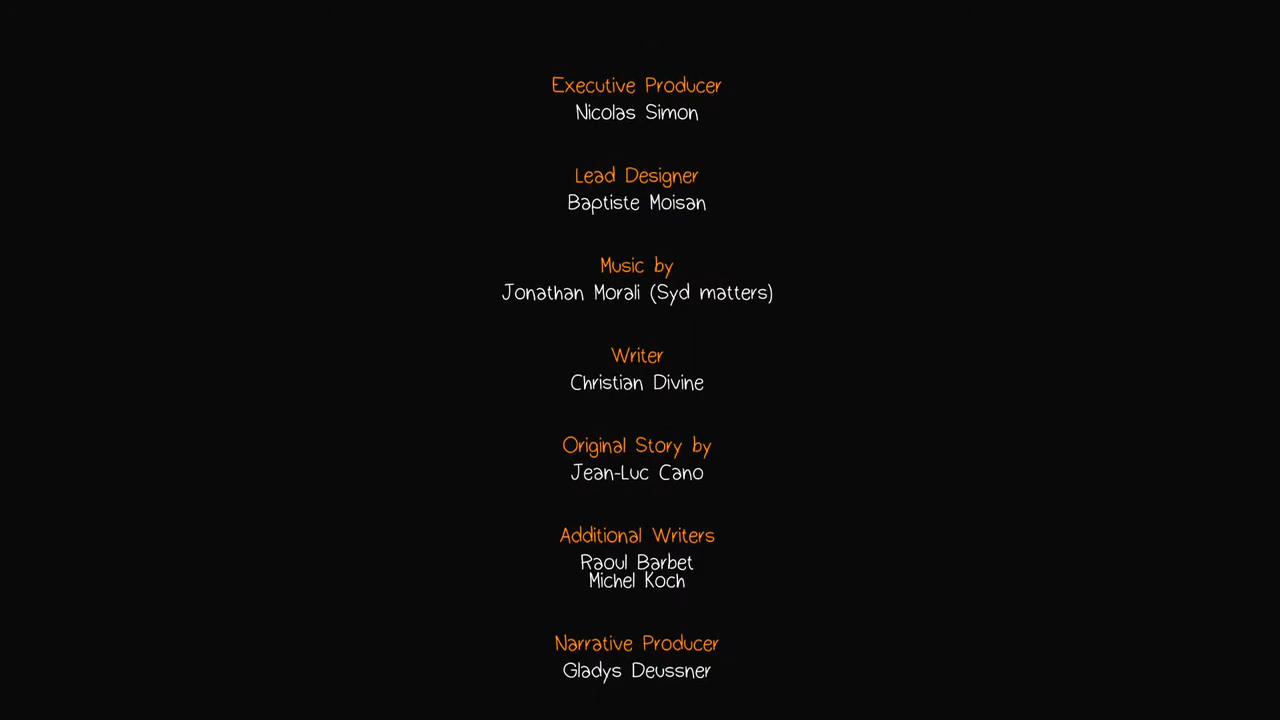 Executive Producer
Nicolas Simon
Lead Designer
Baptiste Moisan
Music by
Jonathan Morali (Syd matters)
Writer
Christian Divine
Original Story by
Jean-Luc Cano
Additional Writers
Raoul Barbet
Michel Koch
Narrative Producer
Gladys Deussner